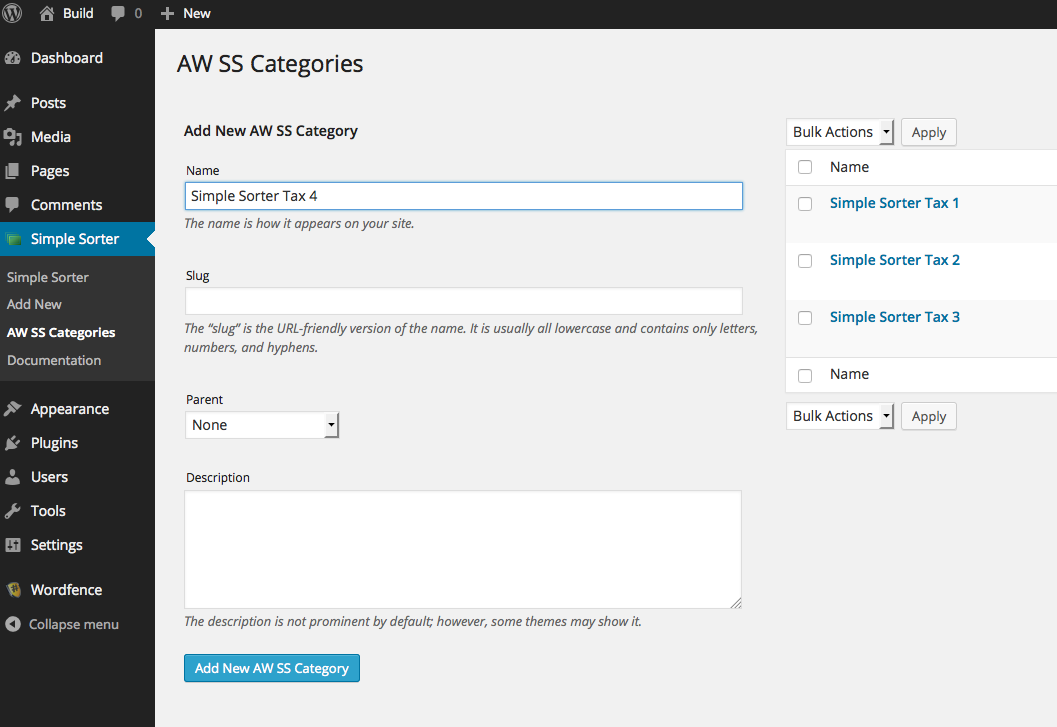 Build 0 New
Dashboard
Posts
Media
Pages
Comments
Simple Sorter
Simple Sorter
Add New
AW SS Categories
Documentation
Appearance
Plugins
Users
Tools
Settings
Wordfence
Collapse menu
AW SS Categories
Add New AW SS Category
Name
Simple Sorter Tax 4
The name is how it appears on your site.
Slug
The “slug” is the URL-friendly version of the name. It is usually all lowercase and contains only letters,
numbers, and hyphens.
Parent
None
Description
The description is not prominent by default; however, some themes may show it.
Add New AW SS Category
Bulk Actions Apply
Name
Simple Sorter Tax 1
Simple Sorter Tax 2
Simple Sorter Tax 3
Name
Bulk Actions Apply